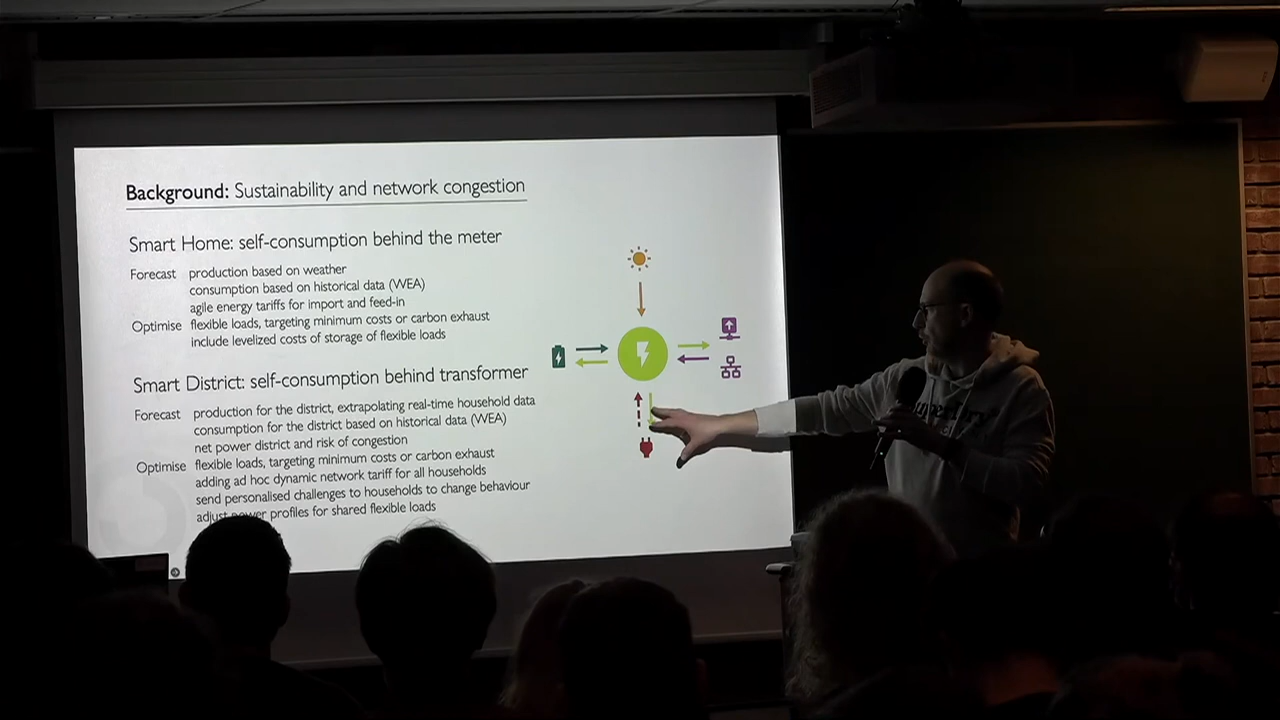 Background: Sustainability and network congestion
Smart Home: self-consumption behind the meter
Forecast production based on weather
consumption based on historical data (WEA)
agile energy tariffs for import and feed-in
Optimise flexible loads, targeting minimum costs or carbon exhaust
include levelized costs of storage of flexible loads
Smart District: self-consumption behind transformer
Forecast production for the district, extrapolating real-time household data
consumption for the district based on historical data (WEA)
net power district and risk of congestion
Optimise flexible loads, targeting minimum costs or carbon exhaust
adding ad hoc dynamic network tariff for all households
send personalised challenges to households to change behaviour
adjust power profiles for shared flexible loads